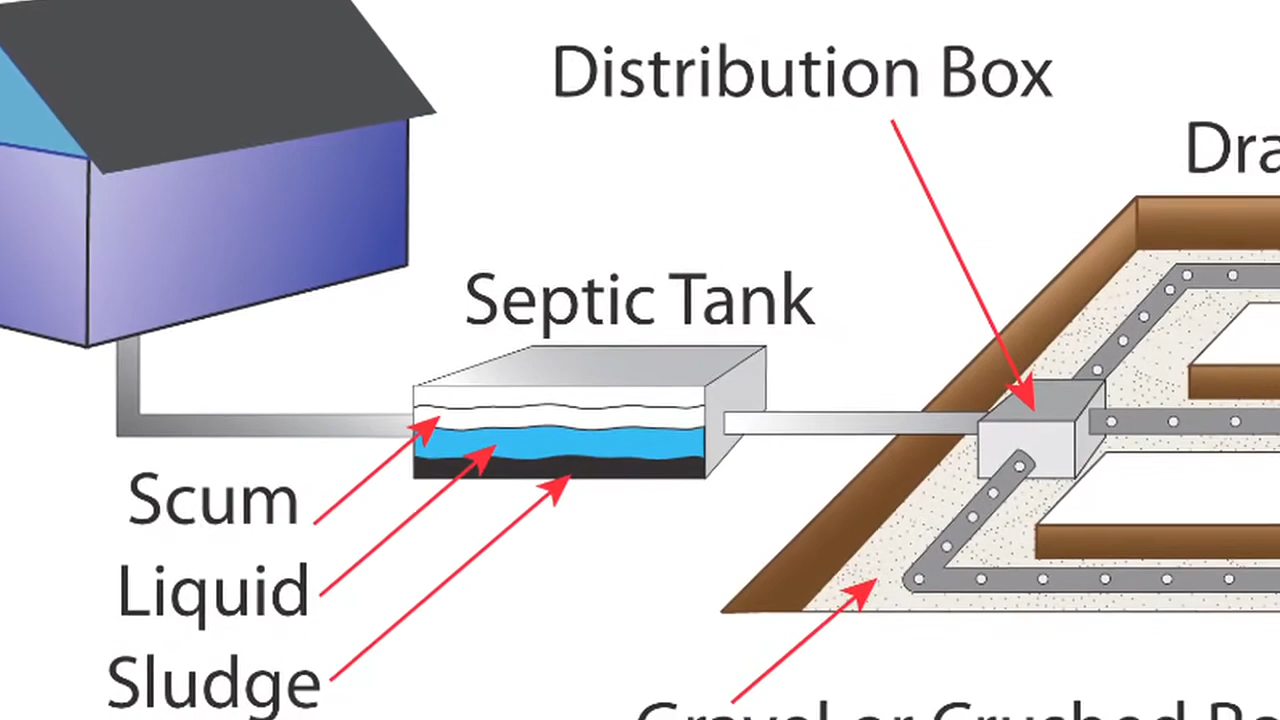 Distribution Box
Septic Tank
Scum
Liquid
Sludge